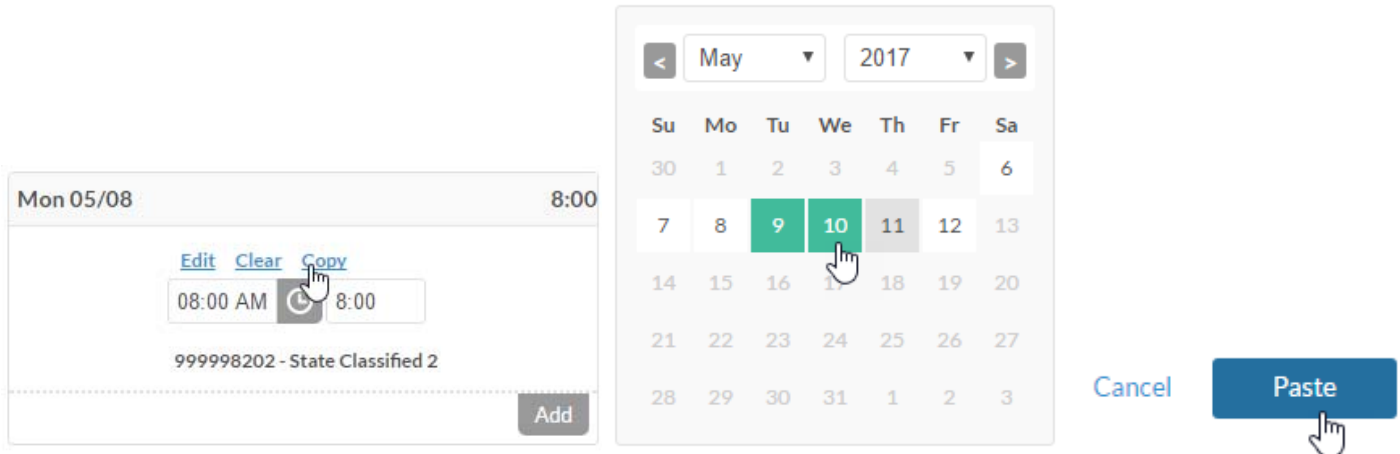 Mon 05/08 8:00
Edit Clear Copy
08:00 AM 8:00
999998202 - State Classified 2
Add
< May 2017 >
Su Mo Tu We Th Fr Sa
30 1 2 3 4 5 6
7 8 9 10 11 12 13
14 15 16 17 18 19 20
21 22 23 24 25 26 27
28 29 30 31 1 2 3
Cancel Paste